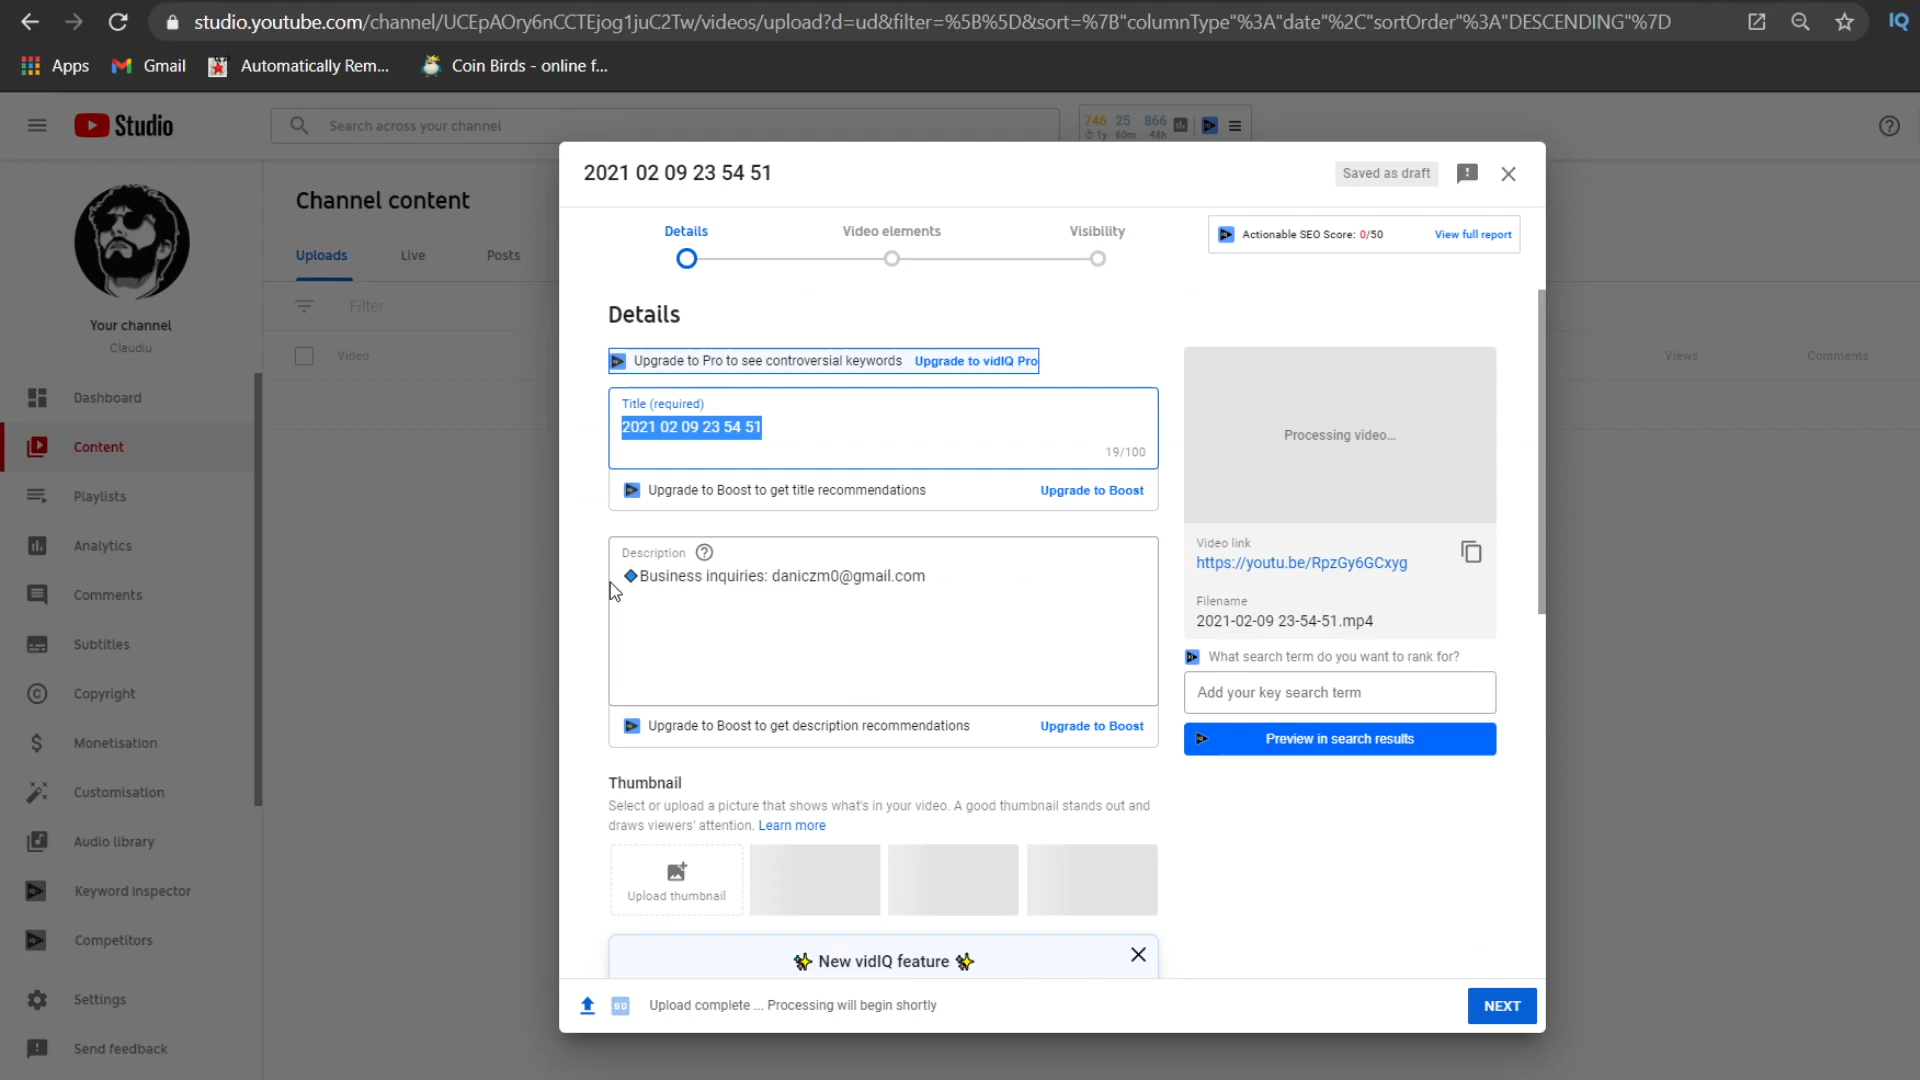 studio.youtube.com/channel/UCEpAOry6nCCTEjog1juC2Tw/videos/upload?d=ud&filter=%5B%5D&sort=%7B"columnType"%3A"date"%2C"sortOrder"%3A"DESCENDING"%7D
IQ
Apps
Gmail
Automatically Rem...
Coin Birds - online f...
Studio
Search across your channel
746 25 866
1y 60m 48h
2021 02 09 23 54 51
Saved as draft
Channel content
Details
Video elements
Visibility
Actionable SEO Score: 0/50
View full report
Uploads
Live
Posts
Filter
Details
Your channel
Claudiu
Video
Views
Comments
Upgrade to Pro to see controversial keywords Upgrade to vidIQ Pro
Title (required)
2021 02 09 23 54 51
19/100
Upgrade to Boost to get title recommendations
Upgrade to Boost
Processing video...
Description
🔷Business inquiries: daniczm0@gmail.com
Upgrade to Boost to get description recommendations
Upgrade to Boost
Video link
https://youtu.be/RpzGy6GCxyg
Filename
2021-02-09 23-54-51.mp4
What search term do you want to rank for?
Add your key search term
Preview in search results
Thumbnail
Select or upload a picture that shows what's in your video. A good thumbnail stands out and
draws viewers' attention. Learn more
Upload thumbnail
✨ New vidIQ feature ✨
SD
Upload complete ... Processing will begin shortly
NEXT
Dashboard
Content
Playlists
Analytics
Comments
Subtitles
Copyright
Monetisation
Customisation
Audio library
Keyword Inspector
Competitors
Settings
Send feedback